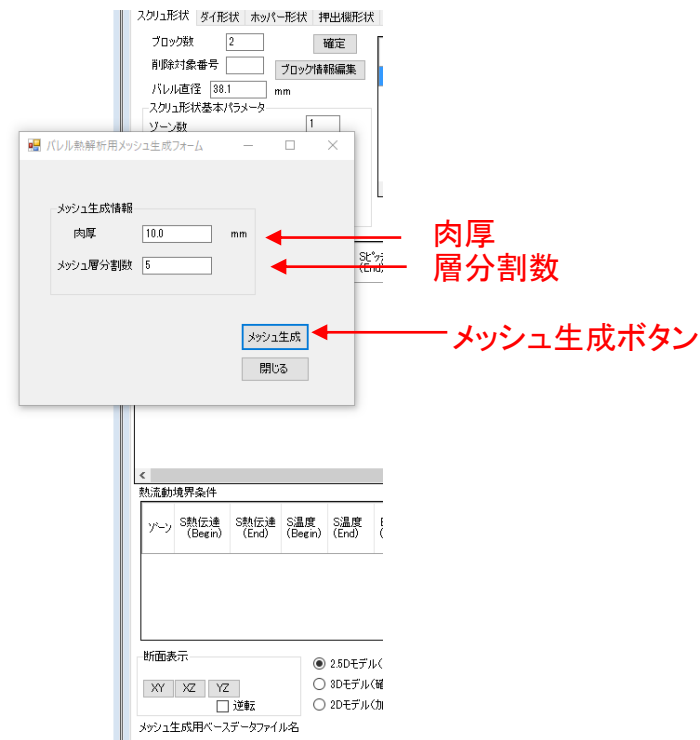 スクリュ形状 ダイ形状 ホッパー形状 押出機形状
ブロック数 2 確定
削除対象番号 ブロック情報編集
バレル直径 38.1 mm
スクリュ形状基本パラメータ
ゾーン数 1
バレル熱解析用メッシュ生成フォーム
メッシュ生成情報
肉厚 10.0 mm
メッシュ層分割数 5
メッシュ生成
閉じる
肉厚
層分割数
メッシュ生成ボタン
Sピッチ
(End)
熱流動境界条件
ゾーン S熱伝達 (Begin) S熱伝達 (End) S温度 (Begin) S温度 (End)
断面表示
XY XZ YZ
逆転
2.5Dモデル(
3Dモデル(確
2Dモデル(加
メッシュ生成用ベースデータファイル名